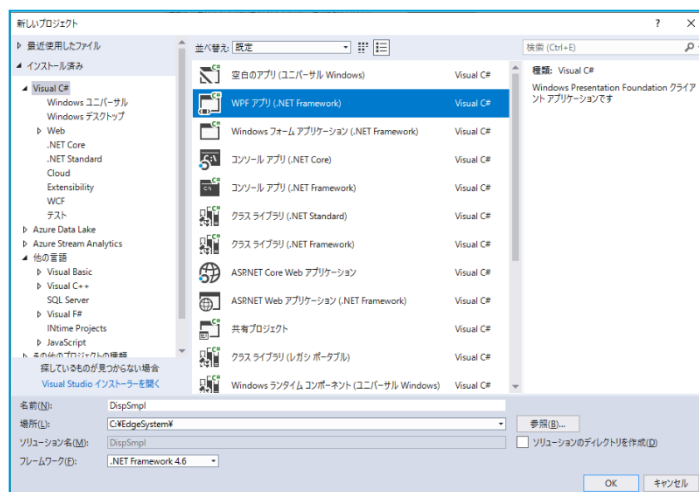 新しいプロジェクト
? ×
最近使用したファイル
インストール済み
Visual C#
Windows ユニバーサル
Windows デスクトップ
Web
.NET Core
.NET Standard
Cloud
Extensibility
WCF
テスト
Azure Data Lake
Azure Stream Analytics
他の言語
Visual Basic
Visual C++
SQL Server
Visual F#
INtime Projects
JavaScript
その他のプロジェクトの種類
探しているものが見つからない場合
Visual Studio インストーラーを開く
並べ替え: 既定
空白のアプリ (ユニバーサル Windows) Visual C#
WPF アプリ (.NET Framework) Visual C#
Windows フォーム アプリケーション (.NET Framework) Visual C#
コンソール アプリ (.NET Core) Visual C#
コンソール アプリ (.NET Framework) Visual C#
クラス ライブラリ (.NET Standard) Visual C#
クラス ライブラリ (.NET Framework) Visual C#
ASRNET Core Web アプリケーション Visual C#
ASRNET Web アプリケーション (.NET Framework) Visual C#
共有プロジェクト Visual C#
クラス ライブラリ (レガシ ポータブル) Visual C#
Windows ランタイム コンポーネント (ユニバーサル Windows) Visual C#
検索 (Ctrl+E)
種類: Visual C#
Windows Presentation Foundation クライア
ント アプリケーションです
名前(N): DispSmpl
場所(L): C:¥EdgeSystem¥ 参照(B)...
ソリューション名(M): DispSmpl ソリューションのディレクトリを作成(D)
フレームワーク(F): .NET Framework 4.6
OK キャンセル